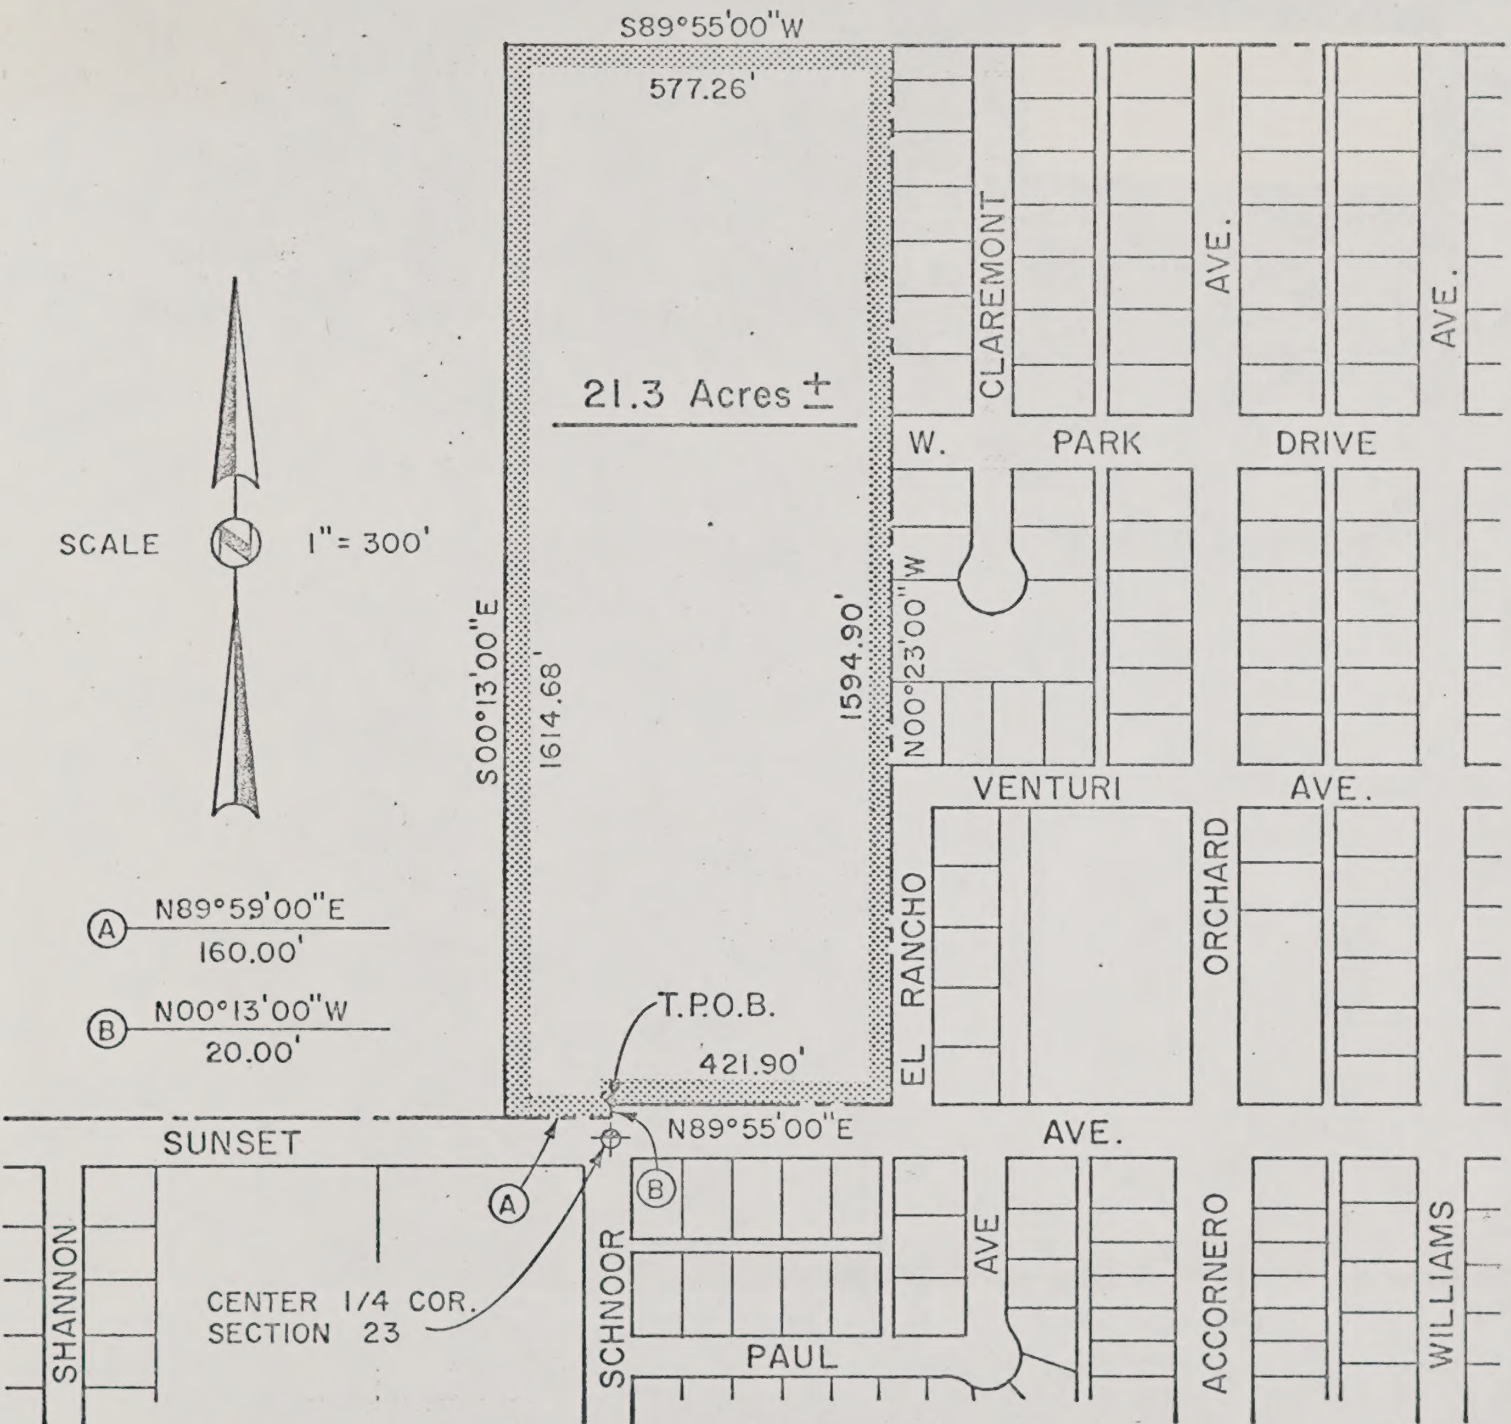 S89°55'00"W
577.26'
CLAREMONT
AVE.
AVE.
21.3 Acres ±
W. PARK DRIVE
SCALE N 1"= 300'
S00°13'00"E
1614.68'
1594.90'
N00°23'00"W
VENTURI AVE.
EL RANCHO
ORCHARD
A N89°59'00"E
160.00'
B N00°13'00"W
20.00'
T.P.O.B.
421.90'
SUNSET
N89°55'00"E
AVE.
A
B
SHANNON
CENTER 1/4 COR.
SECTION 23
SCHNOOR
AVE
PAUL
ACCORNERO
WILLIAMS